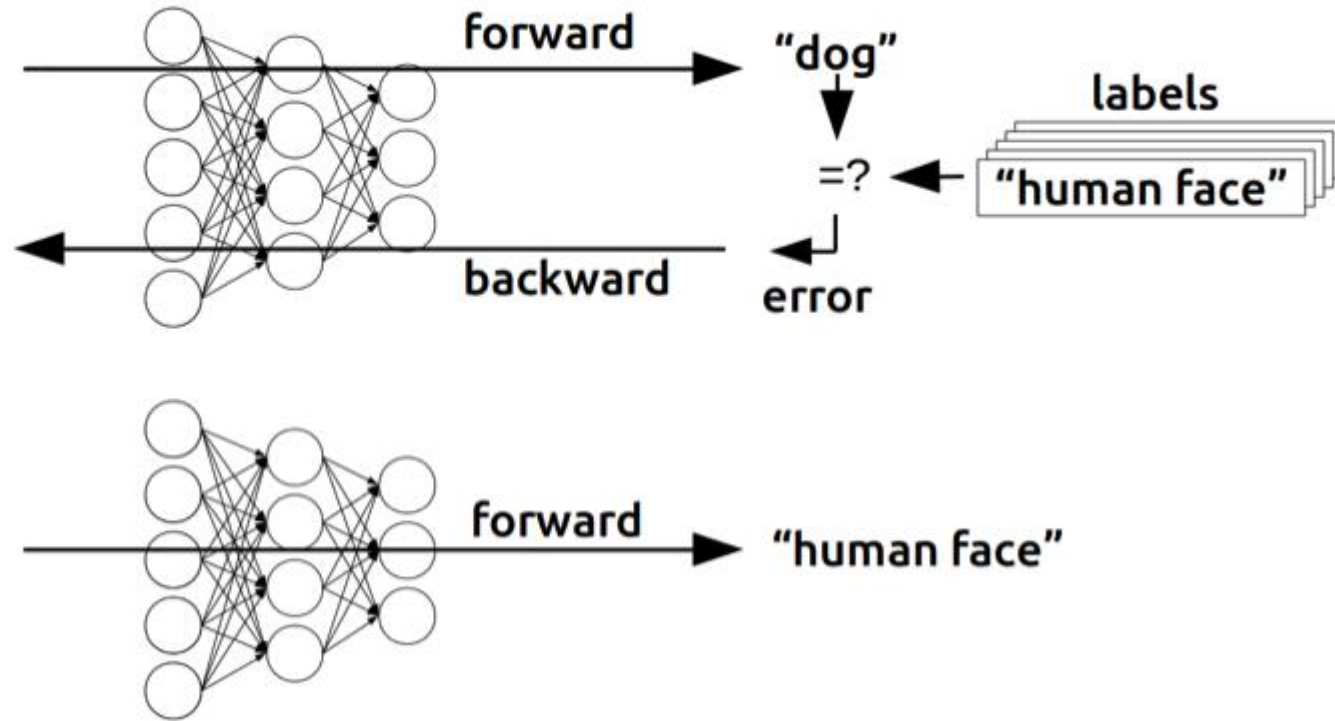 forward
“dog”
labels
=?
“human face”
backward
error
forward
“human face”